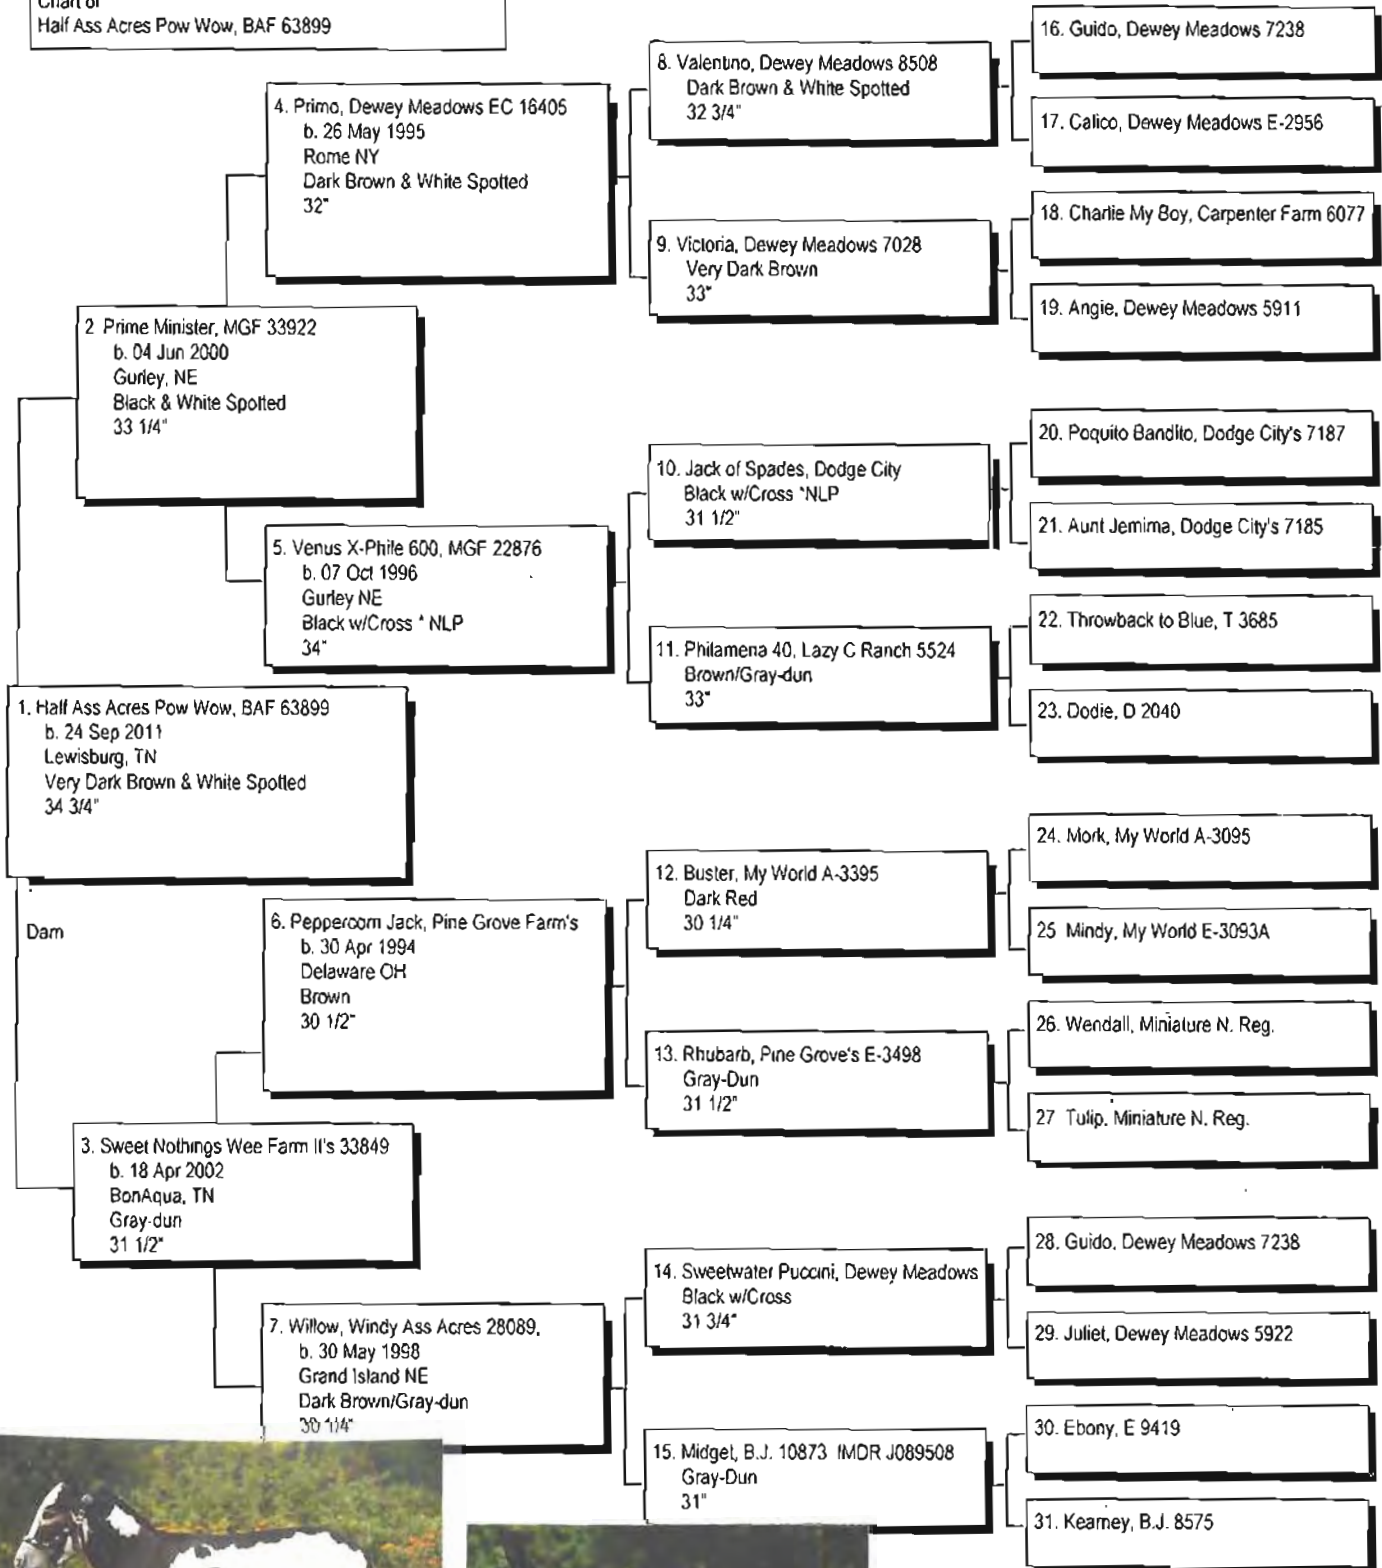 Chart of
Half Ass Acres Pow Wow, BAF 63899
1. Half Ass Acres Pow Wow, BAF 63899
b. 24 Sep 2011
Lewisburg, TN
Very Dark Brown & White Spotted
34 3/4"
Dam
2 Prime Minister, MGF 33922
b. 04 Jun 2000
Gurley, NE
Black & White Spotted
33 1/4"
3. Sweet Nothings Wee Farm II's 33849
b. 18 Apr 2002
BonAqua, TN
Gray-dun
31 1/2"
4. Primo, Dewey Meadows EC 16405
b. 26 May 1995
Rome NY
Dark Brown & White Spotted
32"
5. Venus X-Phile 600, MGF 22876
b. 07 Oct 1996
Gurley NE
Black w/Cross * NLP
34"
6. Peppercorn Jack, Pine Grove Farm's
b. 30 Apr 1994
Delaware OH
Brown
30 1/2"
7. Willow, Windy Ass Acres 28089,
b. 30 May 1998
Grand Island NE
Dark Brown/Gray-dun
30 1/4"
8. Valentino, Dewey Meadows 8508
Dark Brown & White Spotted
32 3/4"
9. Victoria, Dewey Meadows 7028
Very Dark Brown
33"
10. Jack of Spades, Dodge City
Black w/Cross *NLP
31 1/2"
11. Philamena 40, Lazy C Ranch 5524
Brown/Gray-dun
33"
12. Buster, My World A-3395
Dark Red
30 1/4"
13. Rhubarb, Pine Grove's E-3498
Gray-Dun
31 1/2"
14. Sweetwater Puccini, Dewey Meadows
Black w/Cross
31 3/4"
15. Midget, B.J. 10873 IMDR J089508
Gray-Dun
31"
16. Guido, Dewey Meadows 7238
17. Calico, Dewey Meadows E-2956
18. Charlie My Boy, Carpenter Farm 6077
19. Angie, Dewey Meadows 5911
20. Poquito Bandito, Dodge City's 7187
21. Aunt Jemima, Dodge City's 7185
22. Throwback to Blue, T 3685
23. Dodie, D 2040
24. Mork, My World A-3095
25 Mindy, My World E-3093A
26. Wendall, Miniature N. Reg.
27 Tulip. Miniature N. Reg.
28. Guido, Dewey Meadows 7238
29. Juliet, Dewey Meadows 5922
30. Ebony, E 9419
31. Kearney, B.J. 8575